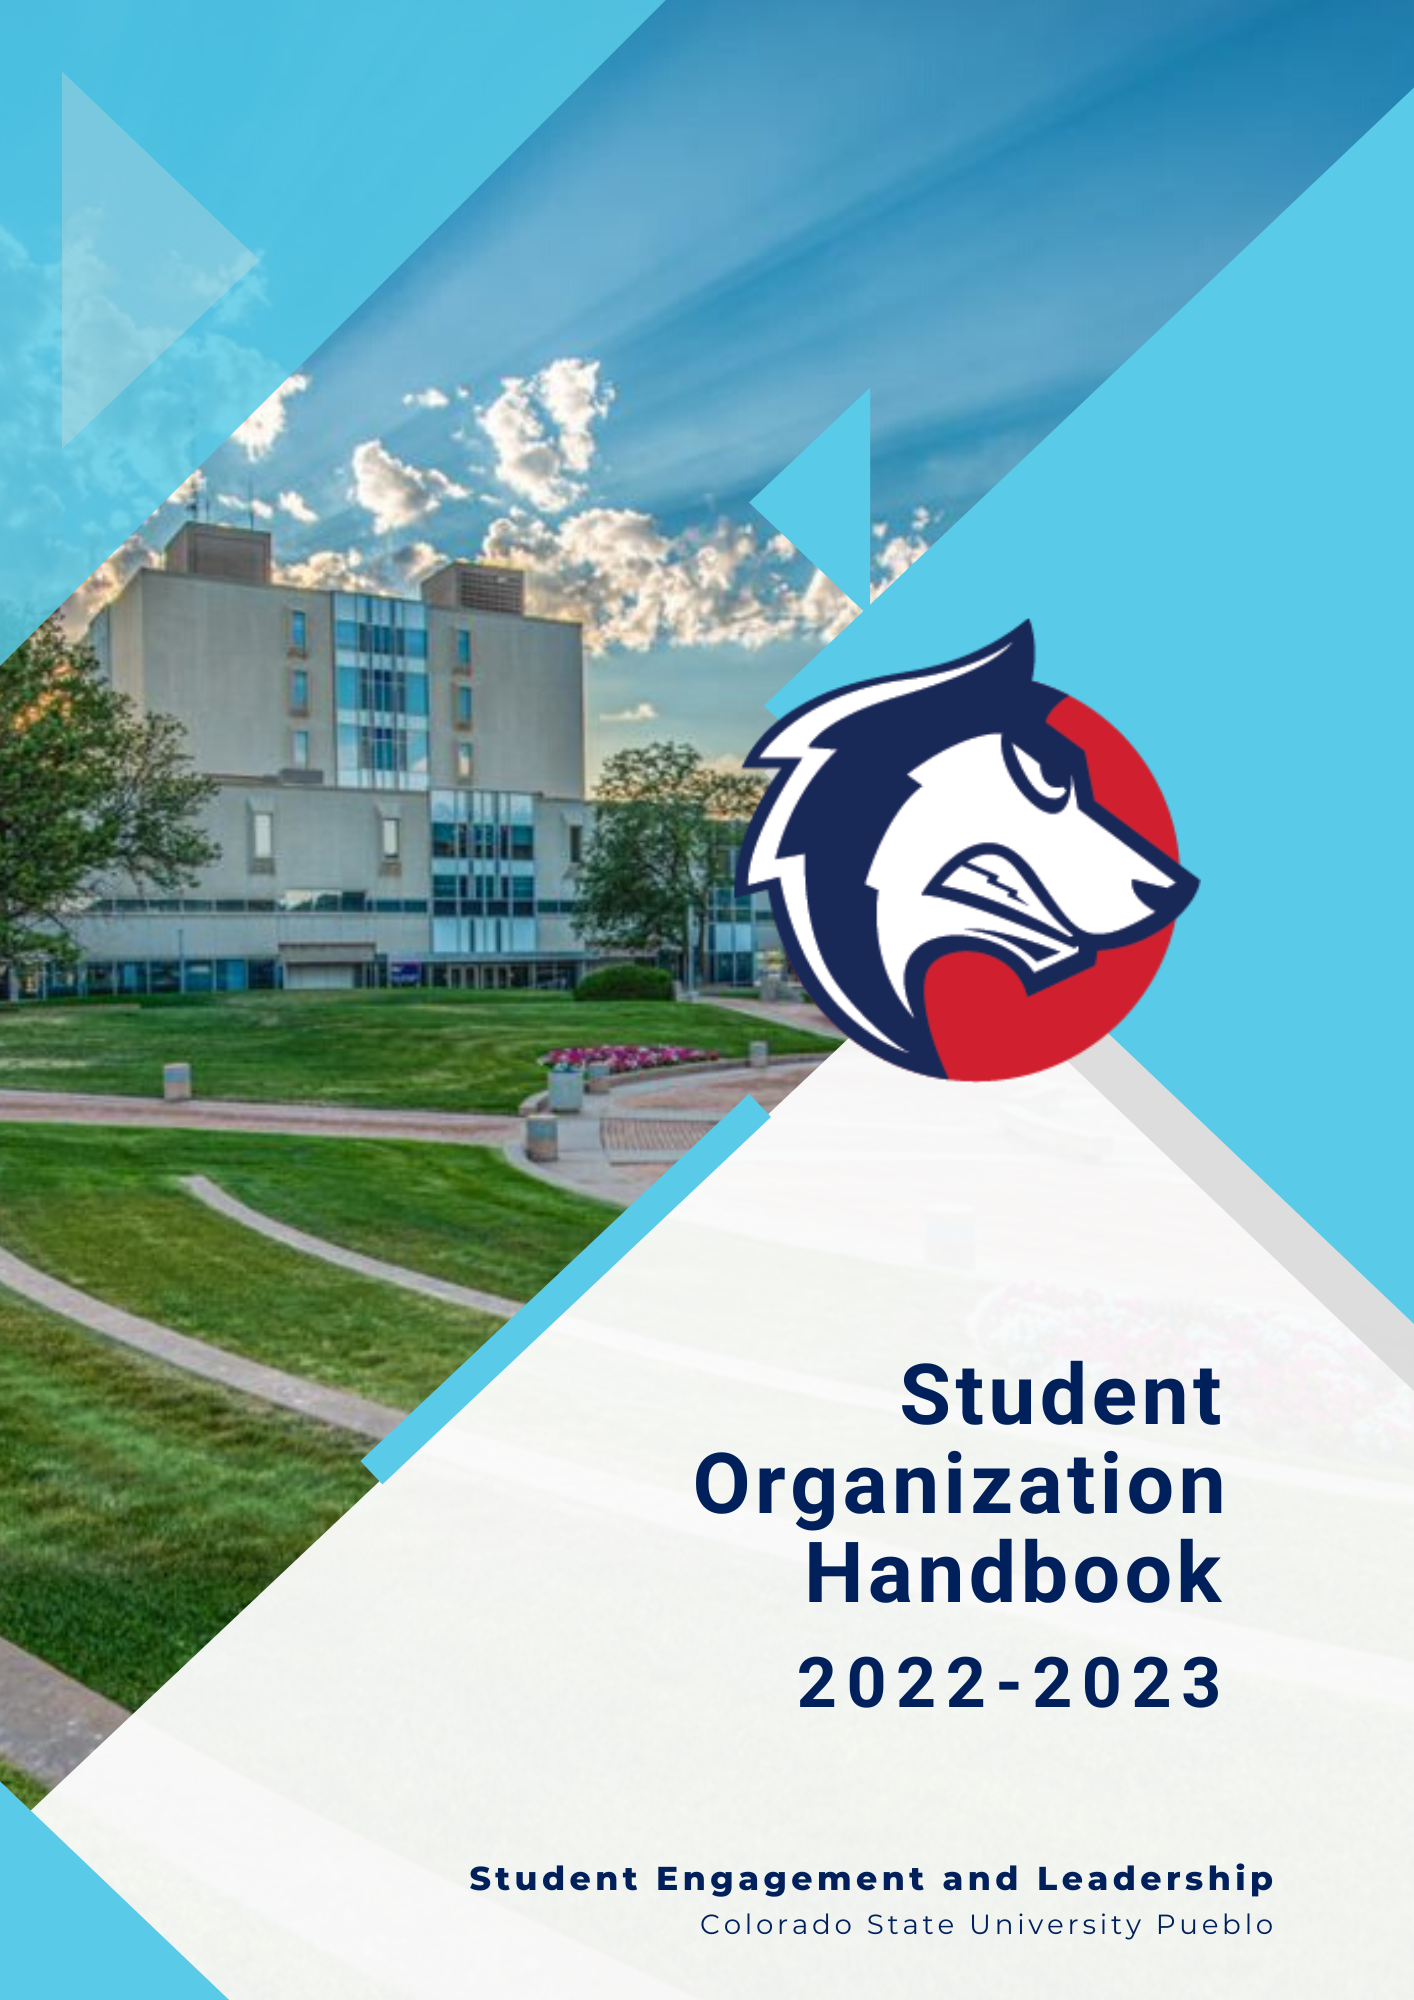 Student
Organization
Handbook
2022-2023
Student Engagement and Leadership
Colorado State University Pueblo